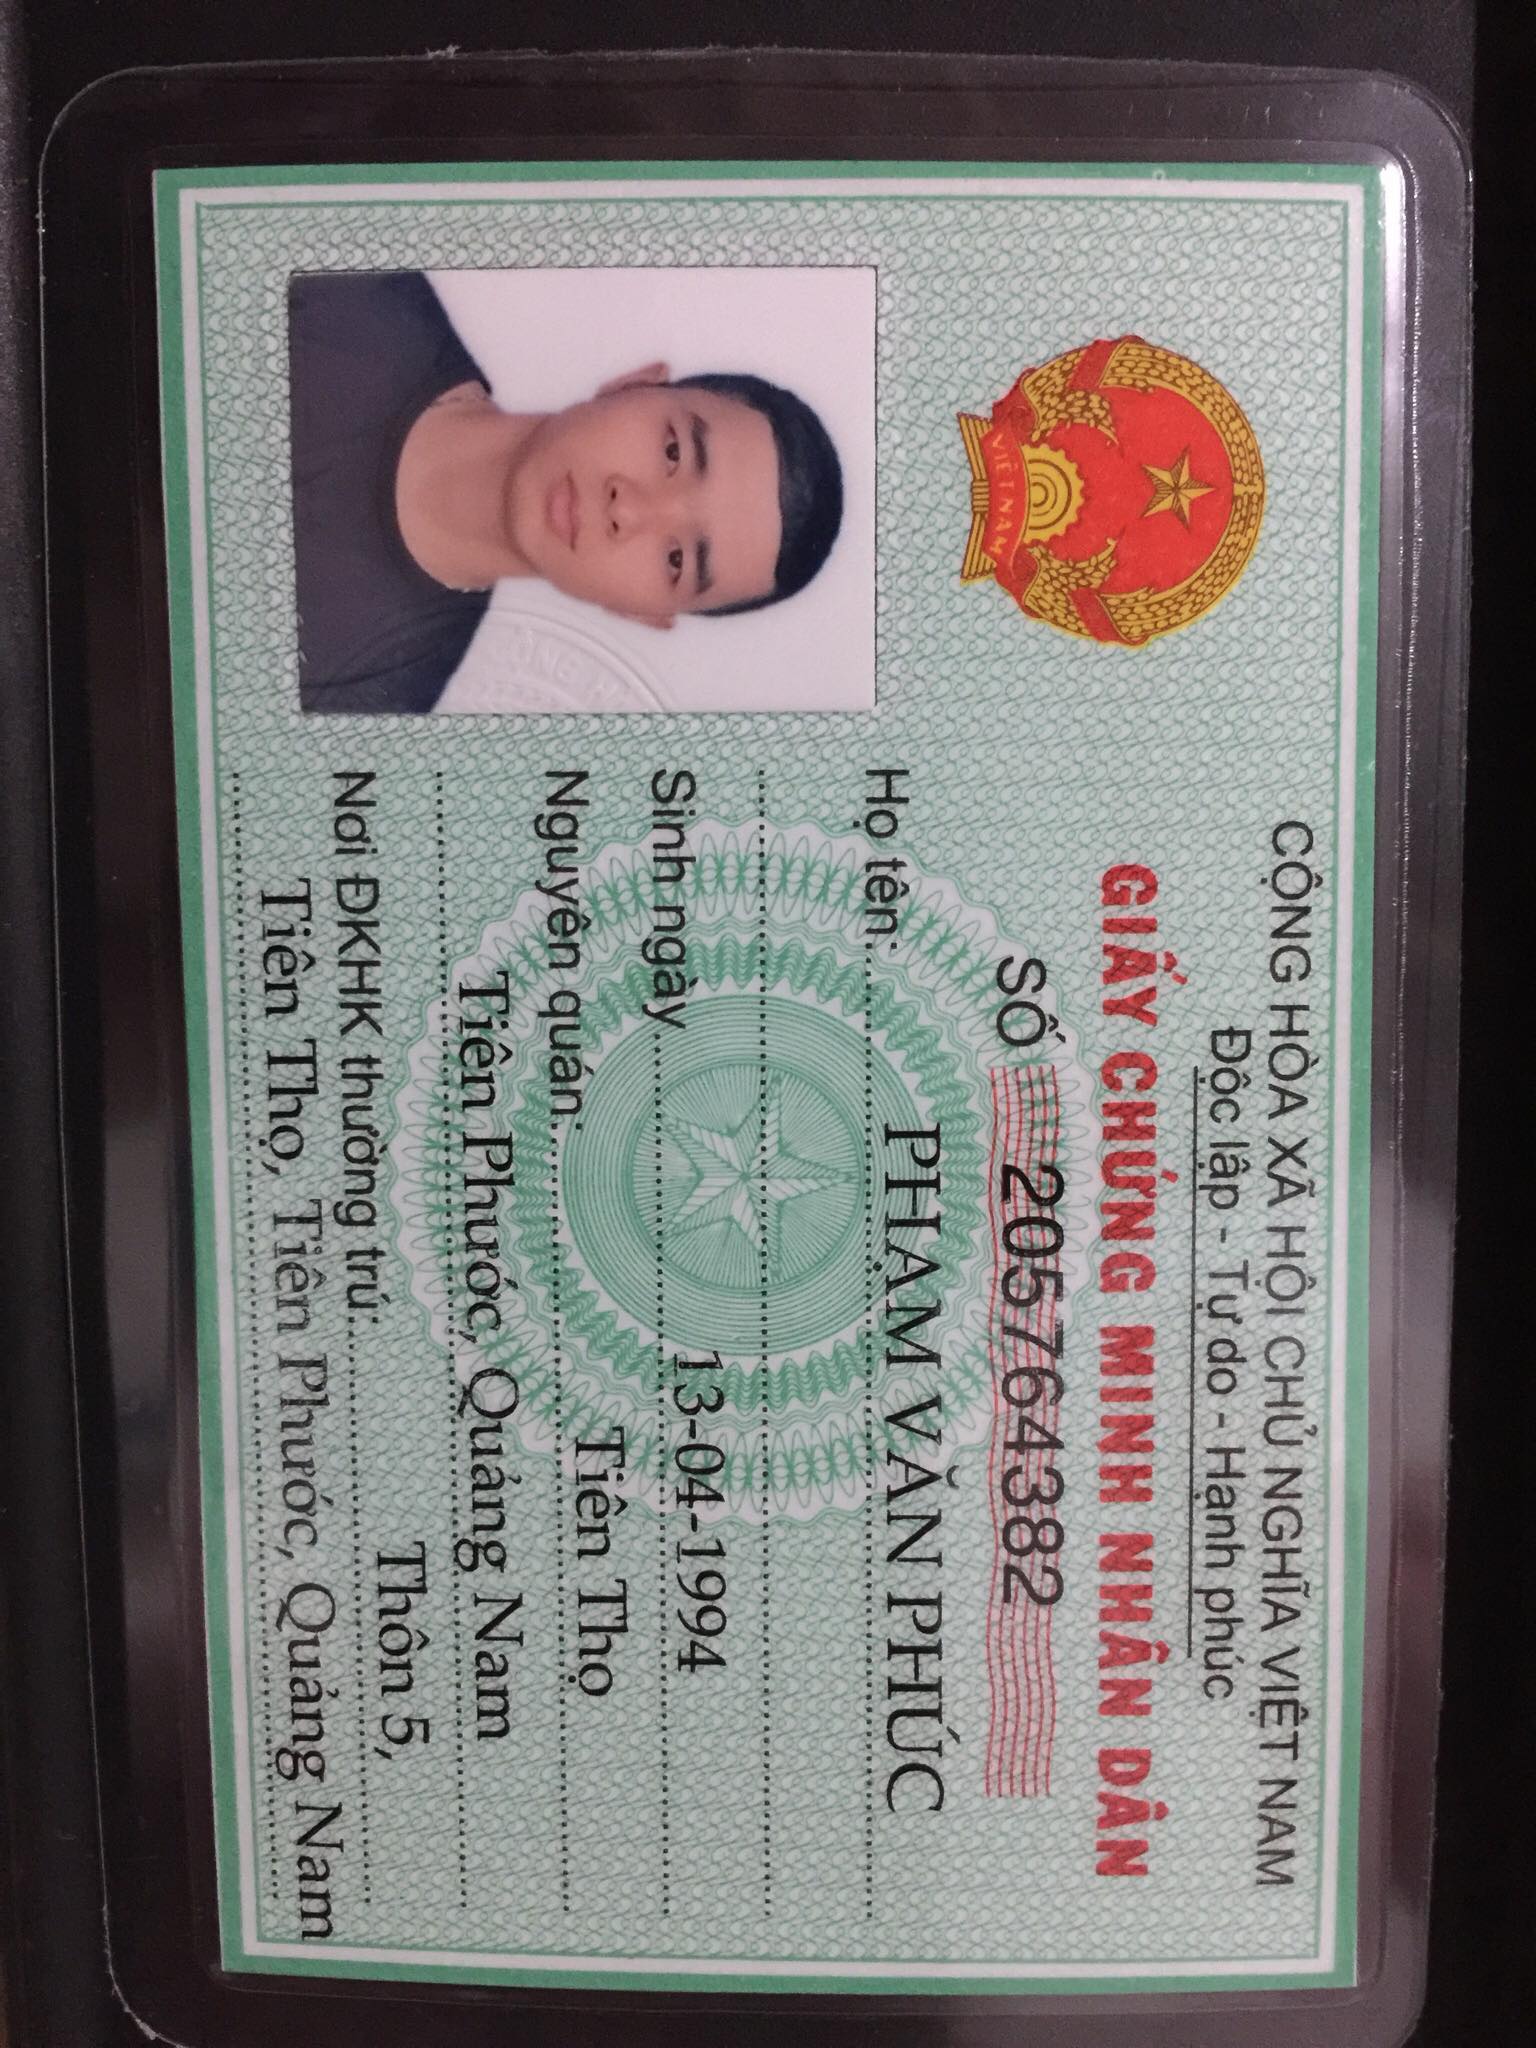 CỘNG HÒA XÃ HỘI CHỦ NGHĨA VIỆT NAM
Độc lập - Tự do - Hạnh phúc
GIẤY CHỨNG MINH NHÂN DÂN
SỐ 205764382
VIỆT NAM
Họ tên: PHẠM VĂN PHÚC
Sinh ngày 13-04-1994
Nguyên quán Tiên Thọ
Tiên Phước, Quảng Nam
Nơi ĐKHK thường trú: Thôn 5,
Tiên Thọ, Tiên Phước, Quảng Nam